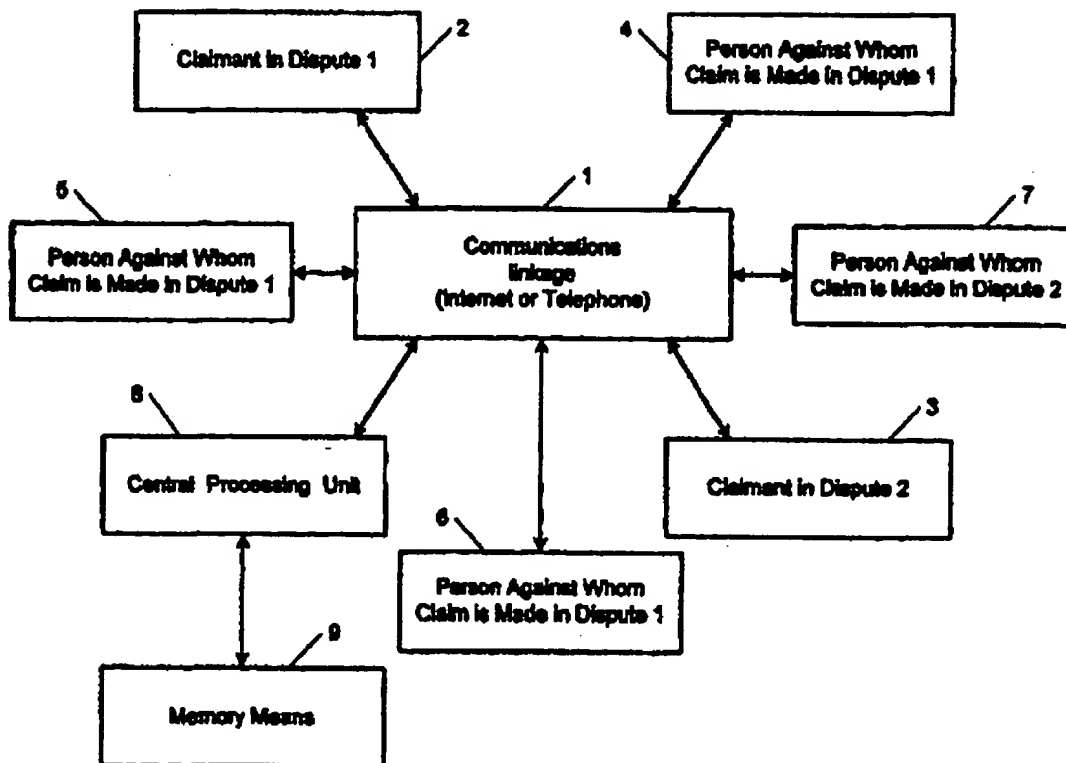 2
Claimant in Dispute 1
4
Person Against Whom
Claim is Made in Dispute 1
5
Person Against Whom
Claim is Made in Dispute 1
1
Communications
linkage
(Internet or Telephone)
7
Person Against Whom
Claim is Made in Dispute 2
8
Central Processing Unit
6
Person Against Whom
Claim is Made in Dispute 1
3
Claimant in Dispute 2
9
Memory Means